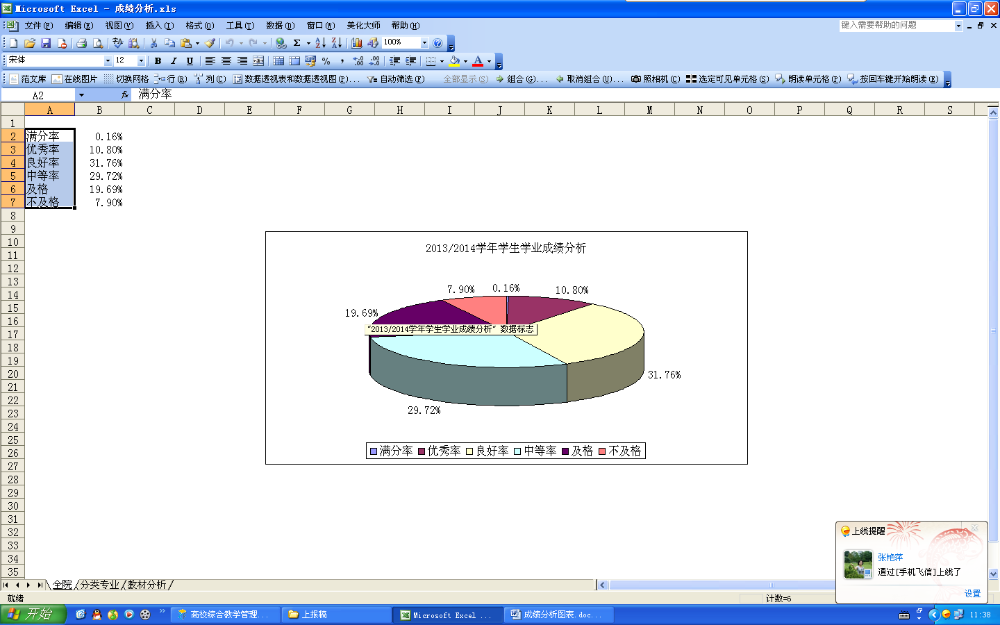 Microsoft Excel - 成绩分析.xls
文件(F) 编辑(E) 视图(V) 插入(I) 格式(O) 工具(T) 数据(D) 窗口(W) 美化大师 帮助(H) 键入需要帮助的问题
100%
宋体 12 B I U
范文库 在线图片 切换网格 行(R) 列(C) 数据透视表和数据透视图(P)... 自动筛选(F) 全部显示(S) 组合(G)... 取消组合(U)... 照相机(C) 选定可见单元格(S) 朗读单元格(P) 按回车键开始朗读(E)
A2 fx 满分率
A B C D E F G H I J K L M N O P Q R S
1
2 满分率 0.16%
3 优秀率 10.80%
4 良好率 31.76%
5 中等率 29.72%
6 及格 19.69%
7 不及格 7.90%
8
9
10
11
12
13
14
15
16
17
18
19
20
21
22
23
24
25
26
27
28
29
30
31
32
33
34
35
2013/2014学年学生学业成绩分析
7.90% 0.16% 10.80%
19.69%
"2013/2014学年学生学业成绩分析" 数据标志
31.76%
29.72%
满分率 优秀率 良好率 中等率 及格 不及格
上线提醒
张艳萍
通过[手机飞信]上线了
设置
全院 分类专业 教材分析
就绪 计数=6
开始 高校综合教学管理... 上报稿 Microsoft Excel ... 成绩分析图表.doc... 11:38